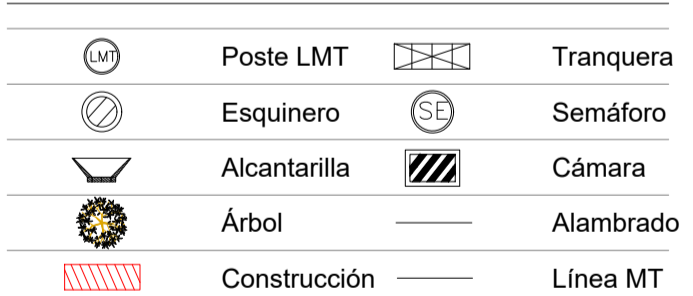 LMT Poste LMT Tranquera
Esquinero SE Semáforo
Alcantarilla Cámara
Árbol Alambrado
Construcción Línea MT